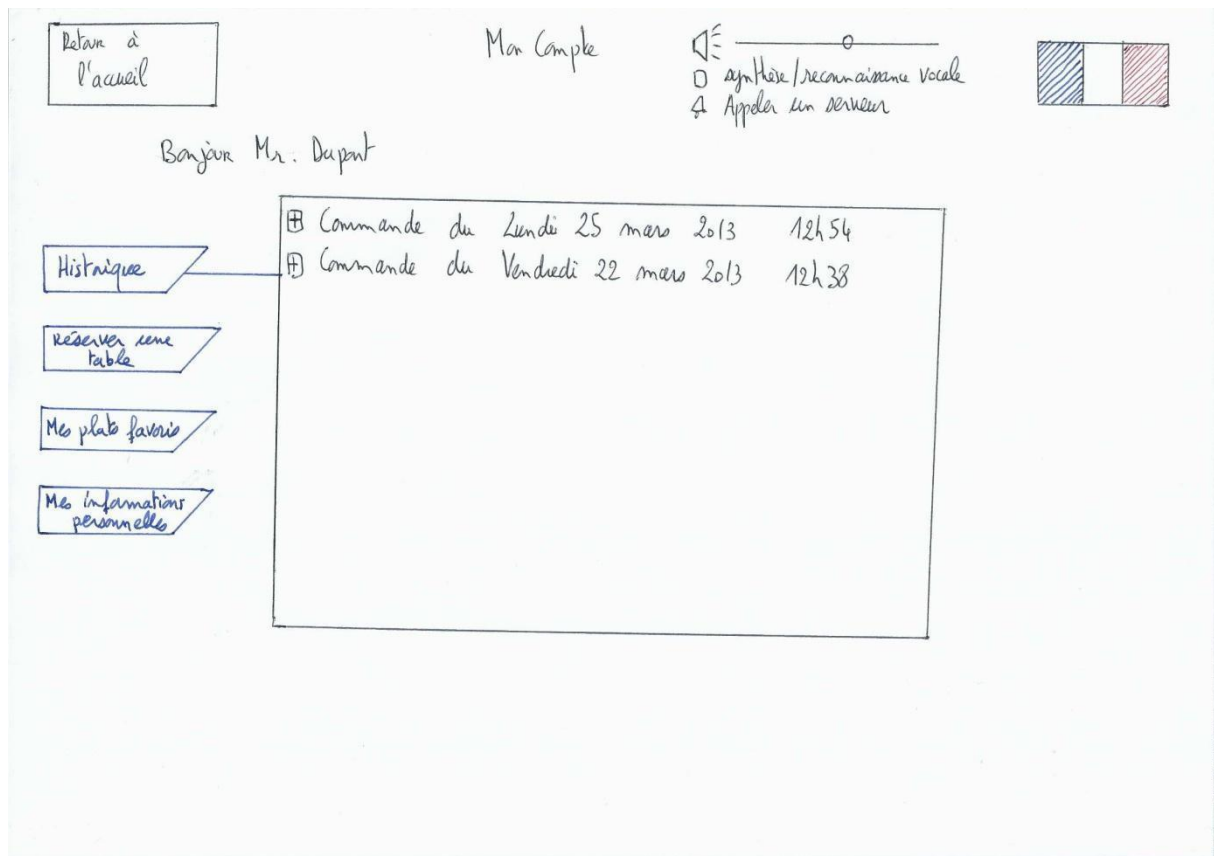 Retour à
l'accueil
Mon Compte
synthèse/reconnaissance vocale
Appeler un serveur
Bonjour Mr. Dupont
Commande du Lundi 25 mars 2013 12h54
Commande du Vendredi 22 mars 2013 12h38
Historique
Réserver une
table
Mes plats favoris
Mes informations
personnelles